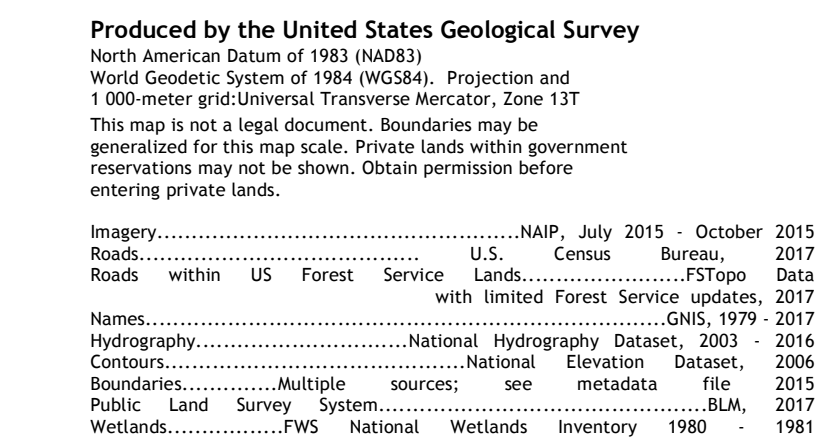 Produced by the United States Geological Survey
North American Datum of 1983 (NAD83)
World Geodetic System of 1984 (WGS84). Projection and
1 000-meter grid:Universal Transverse Mercator, Zone 13T
This map is not a legal document. Boundaries may be
generalized for this map scale. Private lands within government
reservations may not be shown. Obtain permission before
entering private lands.
Imagery.....................................................NAIP, July 2015 - October 2015
Roads......................................... U.S. Census Bureau, 2017
Roads within US Forest Service Lands........................FSTopo Data
with limited Forest Service updates, 2017
Names............................................................................GNIS, 1979 - 2017
Hydrography...............................National Hydrography Dataset, 2003 - 2016
Contours............................................National Elevation Dataset, 2006
Boundaries..............Multiple sources; see metadata file 2015
Public Land Survey System................................................BLM, 2017
Wetlands.................FWS National Wetlands Inventory 1980 - 1981